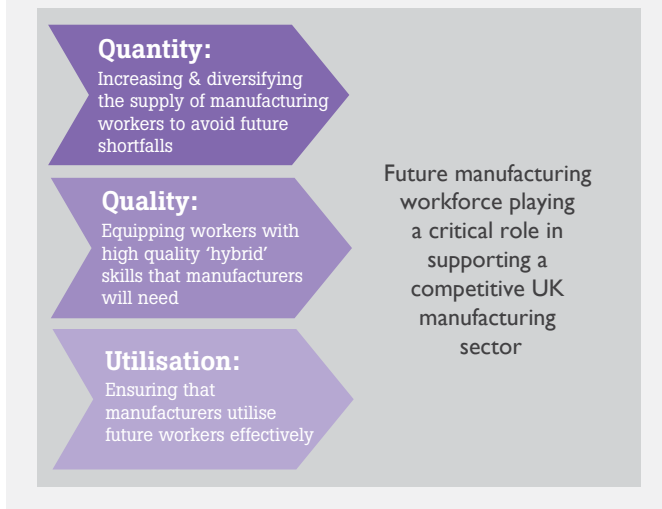 Quantity:
Increasing & diversifying
the supply of manufacturing
workers to avoid future
shortfalls
Quality:
Equipping workers with
high quality ‘hybrid’
skills that manufacturers
will need
Utilisation:
Ensuring that
manufacturers utilise
future workers effectively
Future manufacturing
workforce playing
a critical role in
supporting a
competitive UK
manufacturing
sector